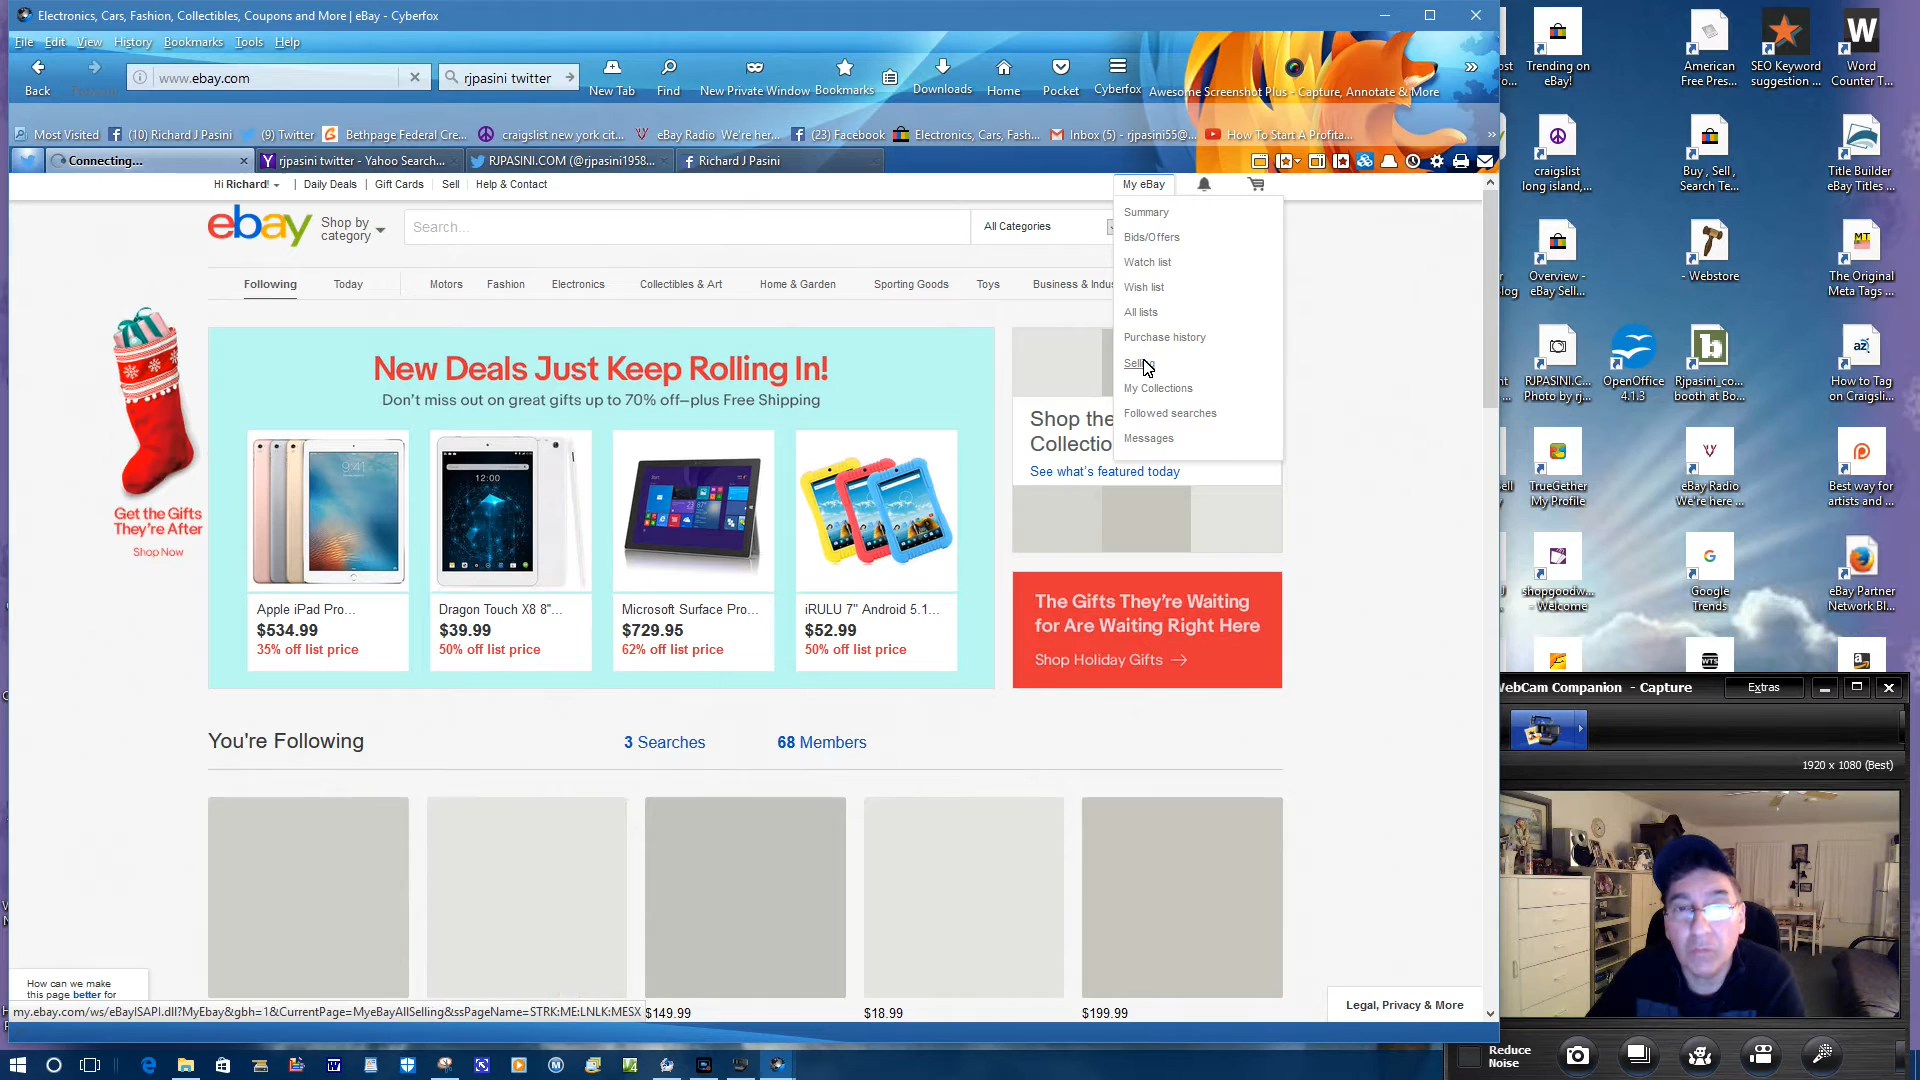 Electronics, Cars, Fashion, Collectibles, Coupons and More | eBay - Cyberfox
File Edit View History Bookmarks Tools Help
www.ebay.com
rjpasini twitter
Back
New Tab
Find
New Private Window
Bookmarks
Downloads
Home
Pocket
Cyberfox
Awesome Screenshot Plus - Capture, Annotate & More
Most Visited
(10) Richard J Pasini
(9) Twitter
Bethpage Federal Cre...
craigslist new york cit...
eBay Radio We're her...
(23) Facebook
Electronics, Cars, Fash...
Inbox (5) - rjpasini55@...
How To Start A Profita...
Connecting...
rjpasini twitter - Yahoo Search...
RJPASINI.COM (@rjpasini1958...
Richard J Pasini
Hi Richard!
Daily Deals
Gift Cards
Sell
Help & Contact
My eBay
Summary
Bids/Offers
Watch list
Wish list
All lists
Purchase history
My Collections
Followed searches
Messages
ebay
Shop by
category
Search...
All Categories
Following
Today
Motors
Fashion
Electronics
Collectibles & Art
Home & Garden
Sporting Goods
Toys
New Deals Just Keep Rolling In!
Don't miss out on great gifts up to 70% off—plus Free Shipping
Apple iPad Pro...
$534.99
35% off list price
Dragon Touch X8 8"...
$39.99
50% off list price
Microsoft Surface Pro...
$729.95
62% off list price
iRULU 7" Android 5.1...
$52.99
50% off list price
Get the Gifts
They're After
Shop Now
Shop the
See what's featured today
The Gifts They're Waiting
for Are Waiting Right Here
Shop Holiday Gifts
You're Following
3 Searches
68 Members
$149.99
$18.99
$199.99
How can we make
this page better for
Legal, Privacy & More
my.ebay.com/ws/eBayISAPI.dll?MyEbay&gbh=1&CurrentPage=MyeBayAllSelling&ssPageName=STRK:ME:LNLK:MESX
Trending on
eBay!
American
Free Pres...
SEO Keyword
suggestion ...
Word
Counter T...
craigslist
long island,...
Buy , Sell ,
Search Te...
Title Builder
eBay Titles ...
Overview -
eBay Sell...
- Webstore
The Original
Meta Tags ...
RJPASINI.C...
Photo by rj...
OpenOffice
4.1.3
Rjpasini_co...
booth at Bo...
How to Tag
on Craigsli...
TrueGether
My Profile
eBay Radio
We're here ...
Best way for
artists and ...
shopgoodw...
- Welcome
Google
Trends
eBay Partner
Network Bl...
WebCam Companion - Capture
Extras
1920 x 1080 (Best)
Reduce
Noise